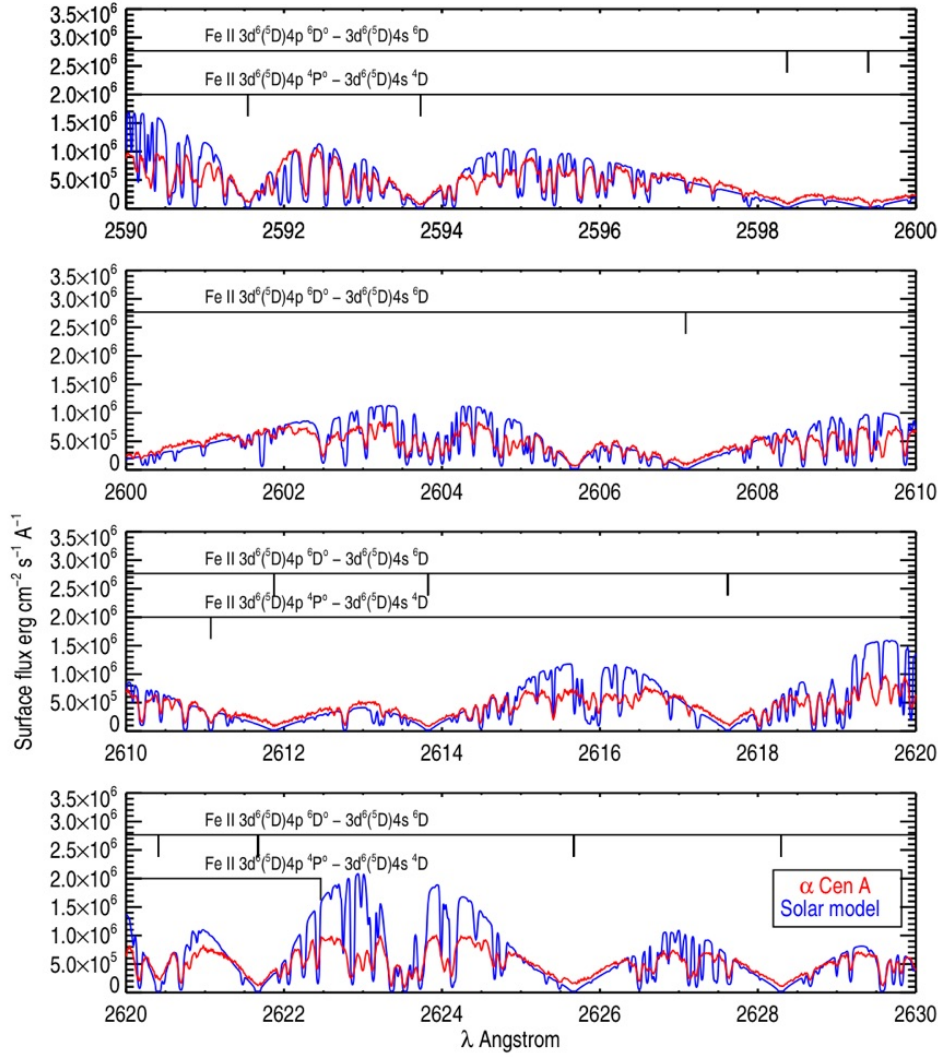 3.5×10⁶
3.0×10⁶
2.5×10⁶
2.0×10⁶
1.5×10⁶
1.0×10⁶
5.0×10⁵
0
Fe II 3d⁶(⁵D)4p ⁶Dᵒ − 3d⁶(⁵D)4s ⁶D
Fe II 3d⁶(⁵D)4p ⁴Pᵒ − 3d⁶(⁵D)4s ⁴D
2590 2592 2594 2596 2598 2600
3.5×10⁶
3.0×10⁶
2.5×10⁶
2.0×10⁶
1.5×10⁶
1.0×10⁶
5.0×10⁵
0
Fe II 3d⁶(⁵D)4p ⁶Dᵒ − 3d⁶(⁵D)4s ⁶D
2600 2602 2604 2606 2608 2610
Surface flux erg cm⁻² s⁻¹ A⁻¹
3.5×10⁶
3.0×10⁶
2.5×10⁶
2.0×10⁶
1.5×10⁶
1.0×10⁶
5.0×10⁵
0
Fe II 3d⁶(⁵D)4p ⁶Dᵒ − 3d⁶(⁵D)4s ⁶D
Fe II 3d⁶(⁵D)4p ⁴Pᵒ − 3d⁶(⁵D)4s ⁴D
2610 2612 2614 2616 2618 2620
3.5×10⁶
3.0×10⁶
2.5×10⁶
2.0×10⁶
1.5×10⁶
1.0×10⁶
5.0×10⁵
0
Fe II 3d⁶(⁵D)4p ⁶Dᵒ − 3d⁶(⁵D)4s ⁶D
Fe II 3d⁶(⁵D)4p ⁴Pᵒ − 3d⁶(⁵D)4s ⁴D
α Cen A
Solar model
2620 2622 2624 2626 2628 2630
λ Angstrom